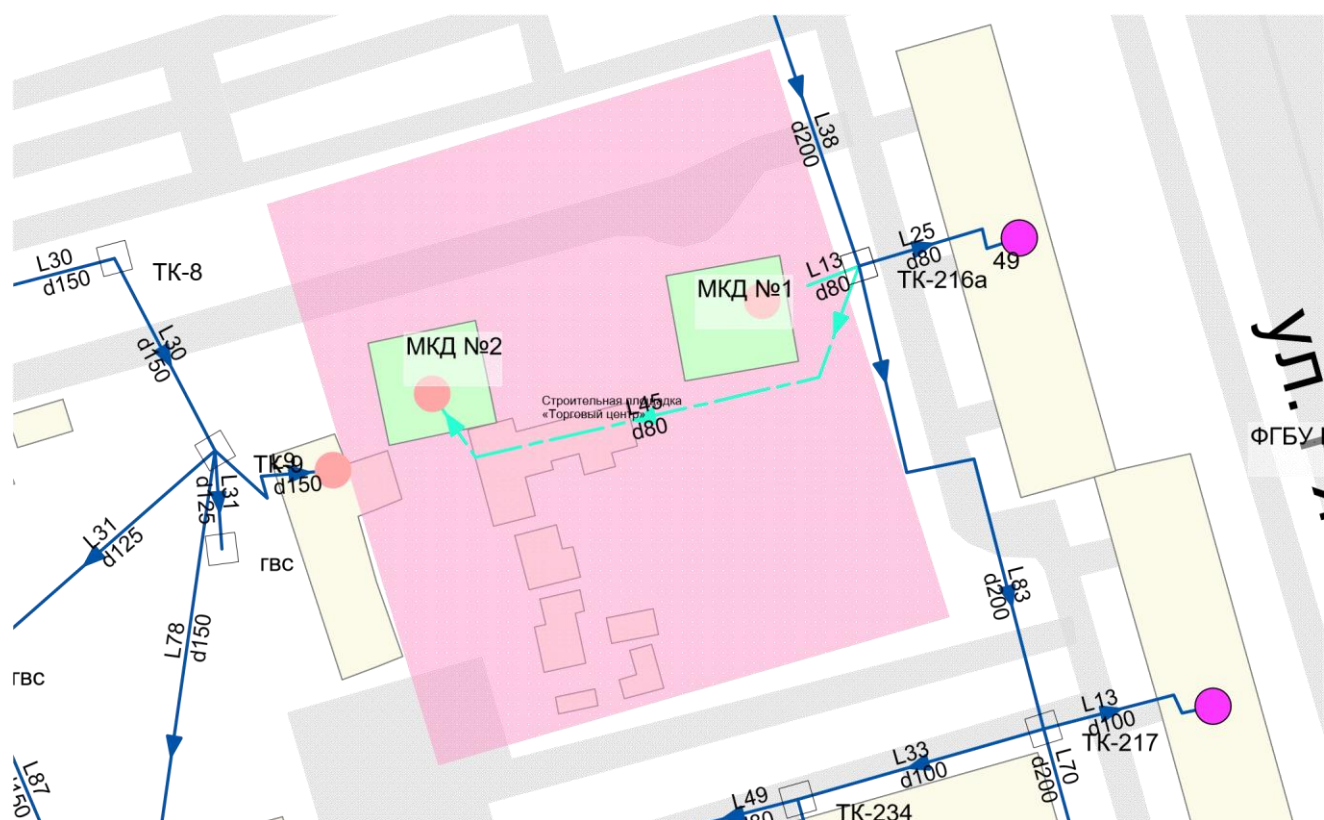 L38
d200
L25
d80
49
L13
d80
ТК-216а
L30
d150
ТК-8
МКД №1
L30
d150
МКД №2
Строительная площадка
«Торговый центр»
L45
d80
ул.
ФГБУ
ТК-9
d150
L31
d125
L31
d125
гвс
L83
d200
L78
d150
гвс
L13
d100
ТК-217
L33
d100
L70
d200
L87
L49
ТК-234